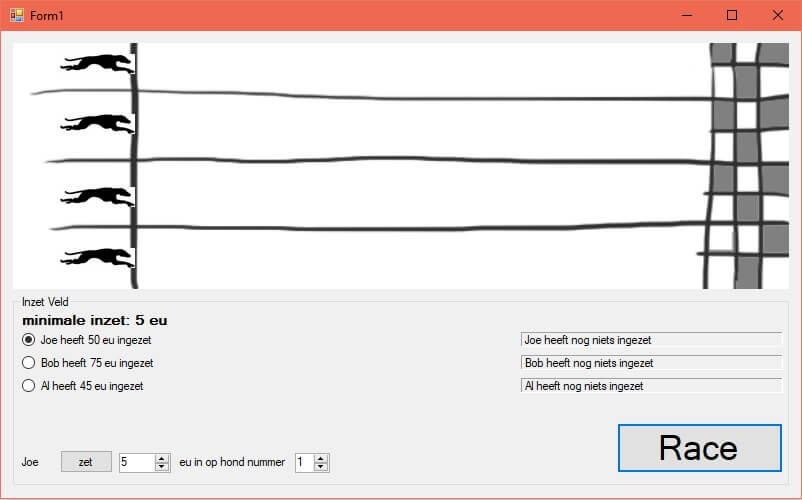 Form1
Inzet Veld
minimale inzet: 5 eu
Joe heeft 50 eu ingezet
Joe heeft nog niets ingezet
Bob heeft 75 eu ingezet
Bob heeft nog niets ingezet
Al heeft 45 eu ingezet
Al heeft nog niets ingezet
Race
Joe zet 5 eu in op hond nummer 1